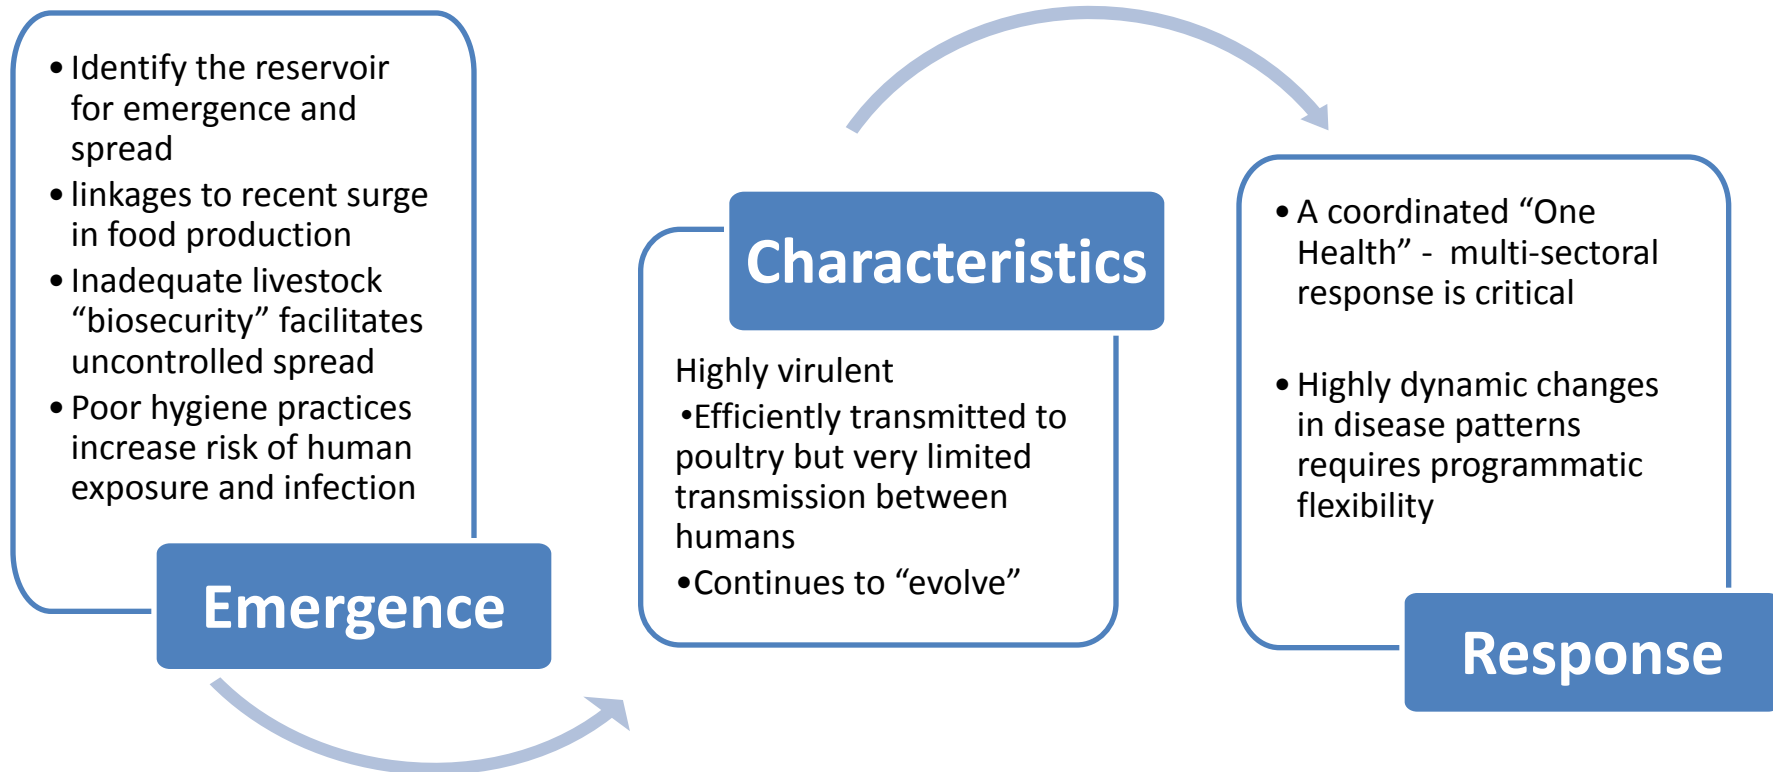 • Identify the reservoir
for emergence and
spread
• linkages to recent surge
in food production
• Inadequate livestock
“biosecurity” facilitates
uncontrolled spread
• Poor hygiene practices
increase risk of human
exposure and infection
Emergence
Characteristics
Highly virulent
•Efficiently transmitted to
poultry but very limited
transmission between
humans
•Continues to “evolve”
• A coordinated “One
Health” - multi-sectoral
response is critical
• Highly dynamic changes
in disease patterns
requires programmatic
flexibility
Response